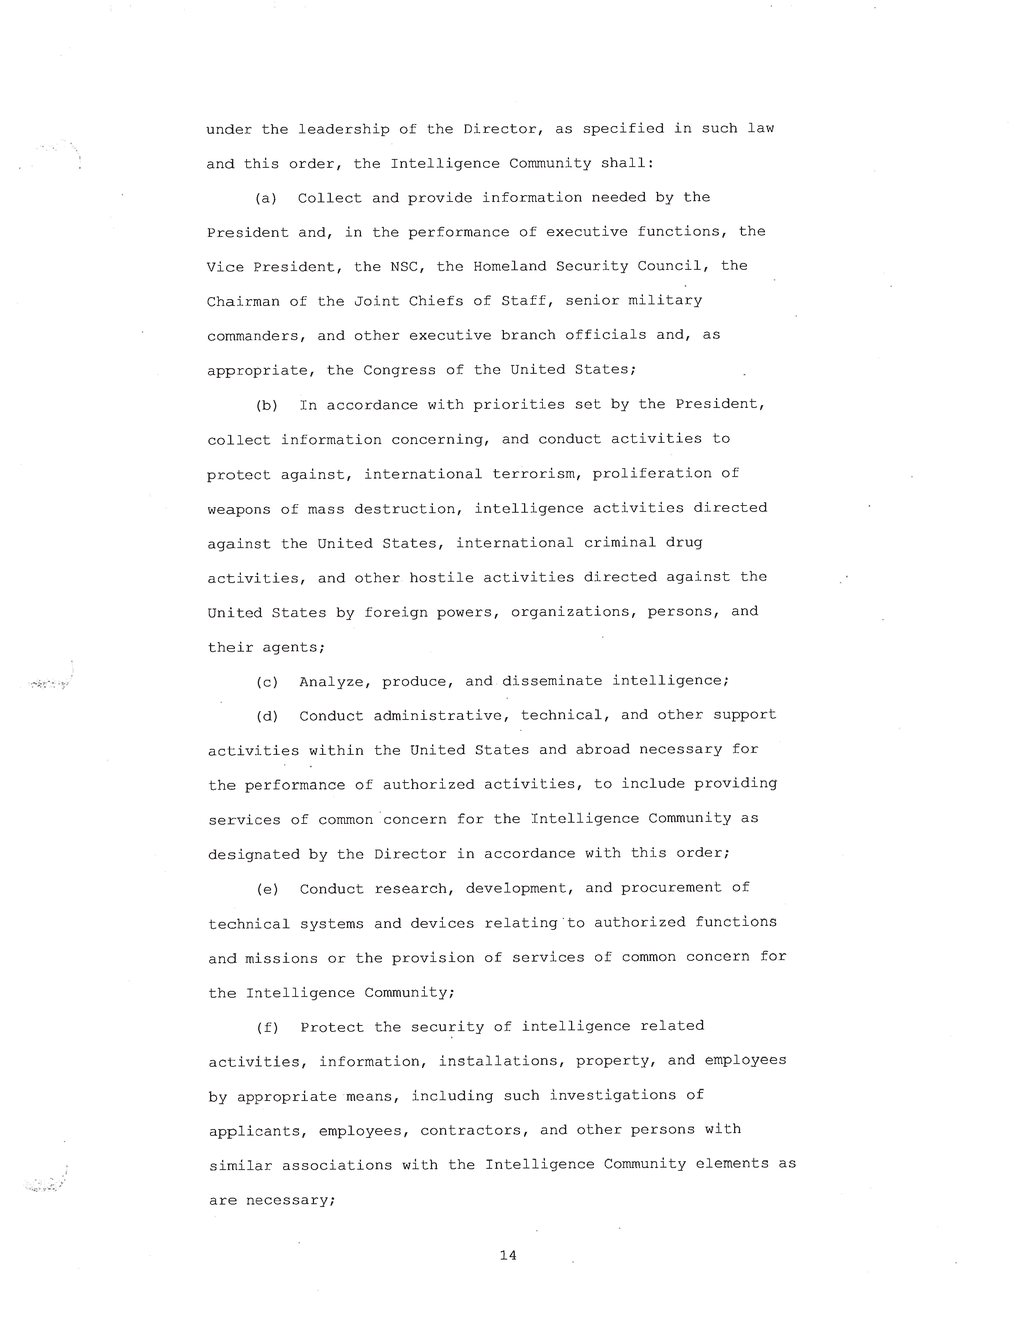 under the leadership of the Director, as specified in such law
and this order, the Intelligence Community shall:
(a) Collect and provide information needed by the
President and, in the performance of executive functions, the
Vice President, the NSC, the Homeland Security Council, the
Chairman of the Joint Chiefs of Staff, senior military
commanders, and other executive branch officials and, as
appropriate, the Congress of the United States;
(b) In accordance with priorities set by the President,
collect information concerning, and conduct activities to
protect against, international terrorism, proliferation of
weapons of mass destruction, intelligence activities directed
against the United States, international criminal drug
activities, and other hostile activities directed against the
United States by foreign powers, organizations, persons, and
their agents;
(c) Analyze, produce, and disseminate intelligence;
(d) Conduct administrative, technical, and other support
activities within the United States and abroad necessary for
the performance of authorized activities, to include providing
services of common concern for the Intelligence Community as
designated by the Director in accordance with this order;
(e) Conduct research, development, and procurement of
technical systems and devices relating to authorized functions
and missions or the provision of services of common concern for
the Intelligence Community;
(f) Protect the security of intelligence related
activities, information, installations, property, and employees
by appropriate means, including such investigations of
applicants, employees, contractors, and other persons with
similar associations with the Intelligence Community elements as
are necessary;
14